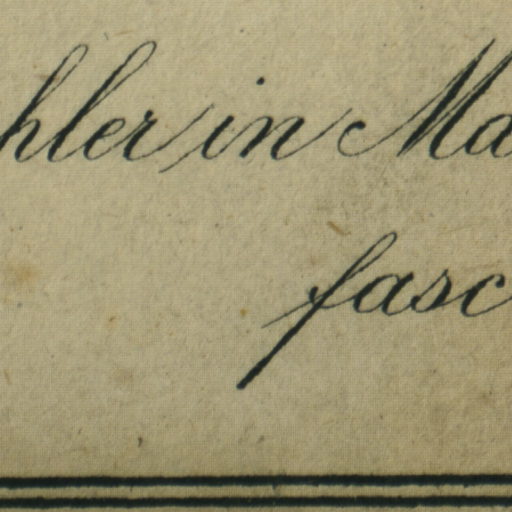 hler in Ma
fasc